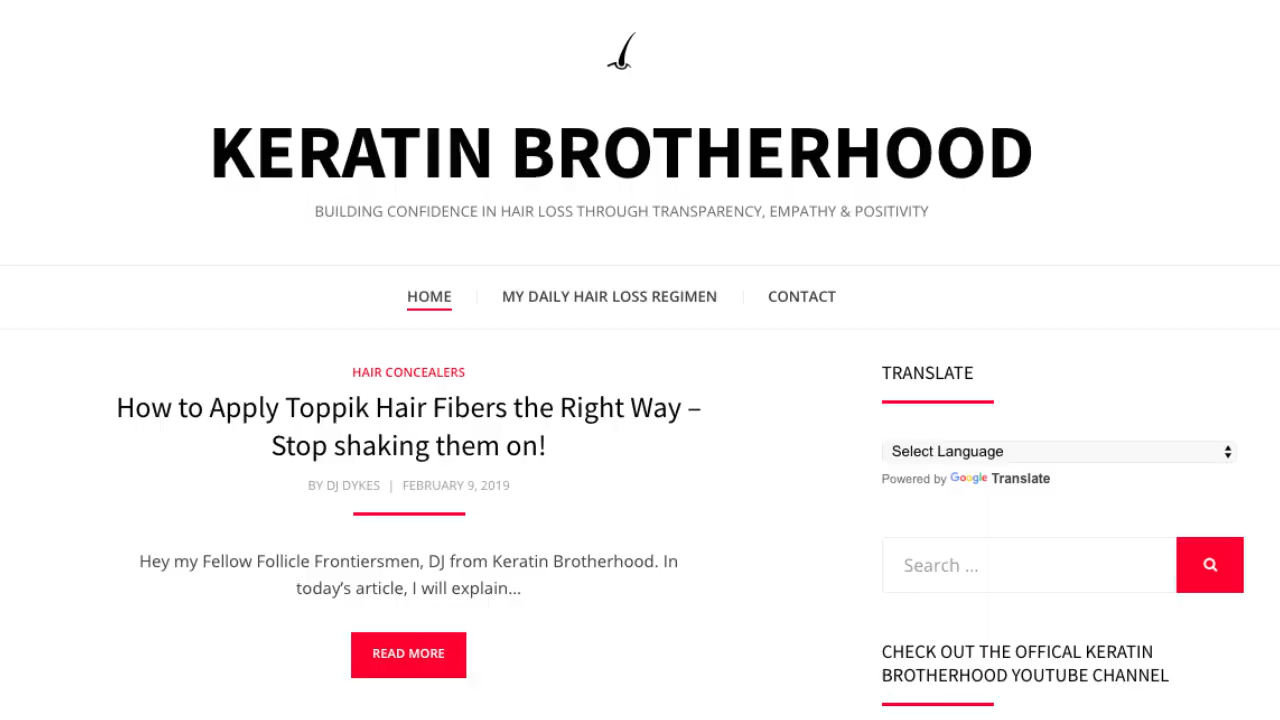 KERATIN BROTHERHOOD
BUILDING CONFIDENCE IN HAIR LOSS THROUGH TRANSPARENCY, EMPATHY & POSITIVITY
HOME
MY DAILY HAIR LOSS REGIMEN
CONTACT
HAIR CONCEALERS
How to Apply Toppik Hair Fibers the Right Way –
Stop shaking them on!
BY DJ DYKES | FEBRUARY 9, 2019
Hey my Fellow Follicle Frontiersmen, DJ from Keratin Brotherhood. In
today’s article, I will explain...
READ MORE
TRANSLATE
Select Language
Powered by Google Translate
Search ...
CHECK OUT THE OFFICAL KERATIN
BROTHERHOOD YOUTUBE CHANNEL